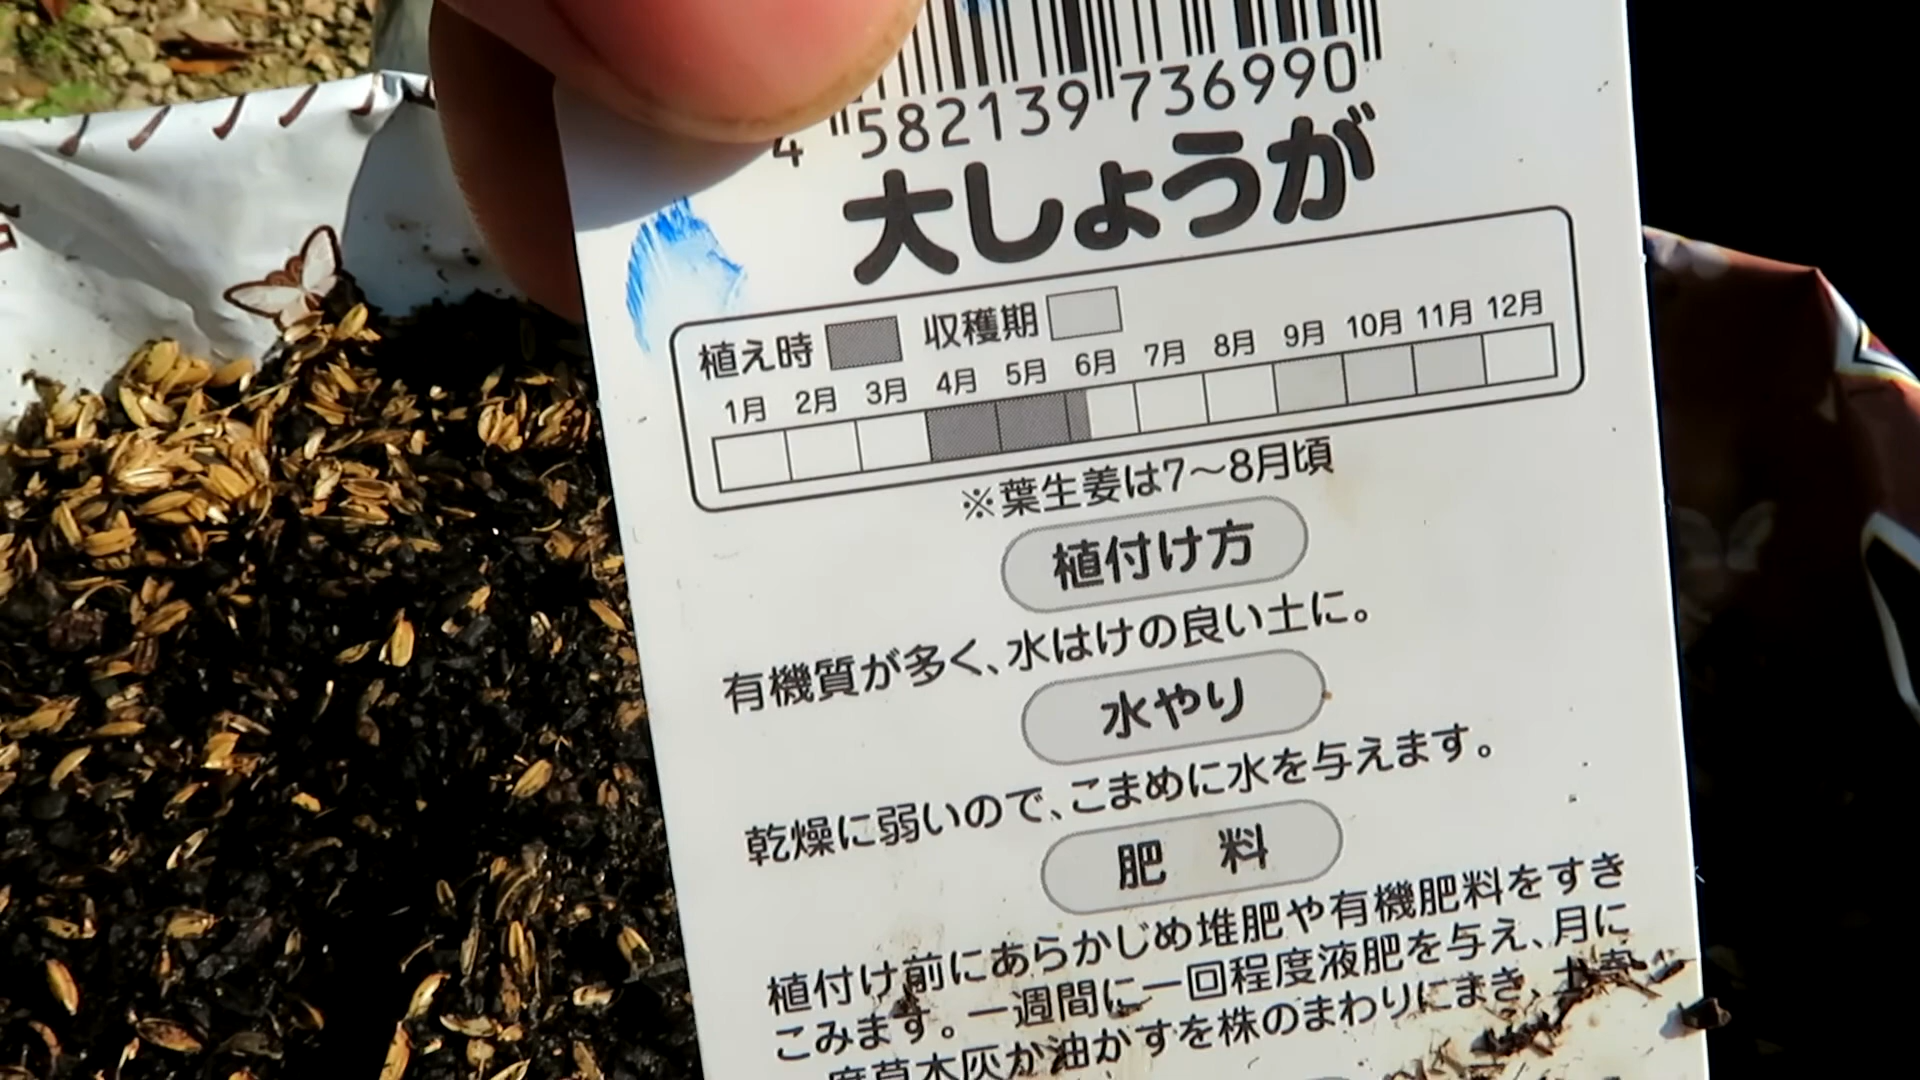 4 582139 736990
大しょうが
植え時 収穫期
1月 2月 3月 4月 5月 6月 7月 8月 9月 10月 11月 12月
※葉生姜は7～8月頃
植付け方
有機質が多く、水はけの良い土に。
水やり
乾燥に弱いので、こまめに水を与えます。
肥 料
植付け前にあらかじめ堆肥や有機肥料をすき
こみます。一週間に一回程度液肥を与え、月に
度草木灰か油かすを株のまわりにまき、土寄